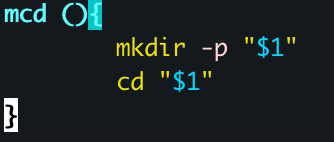 mcd (){
        mkdir -p "$1"
        cd "$1"
}